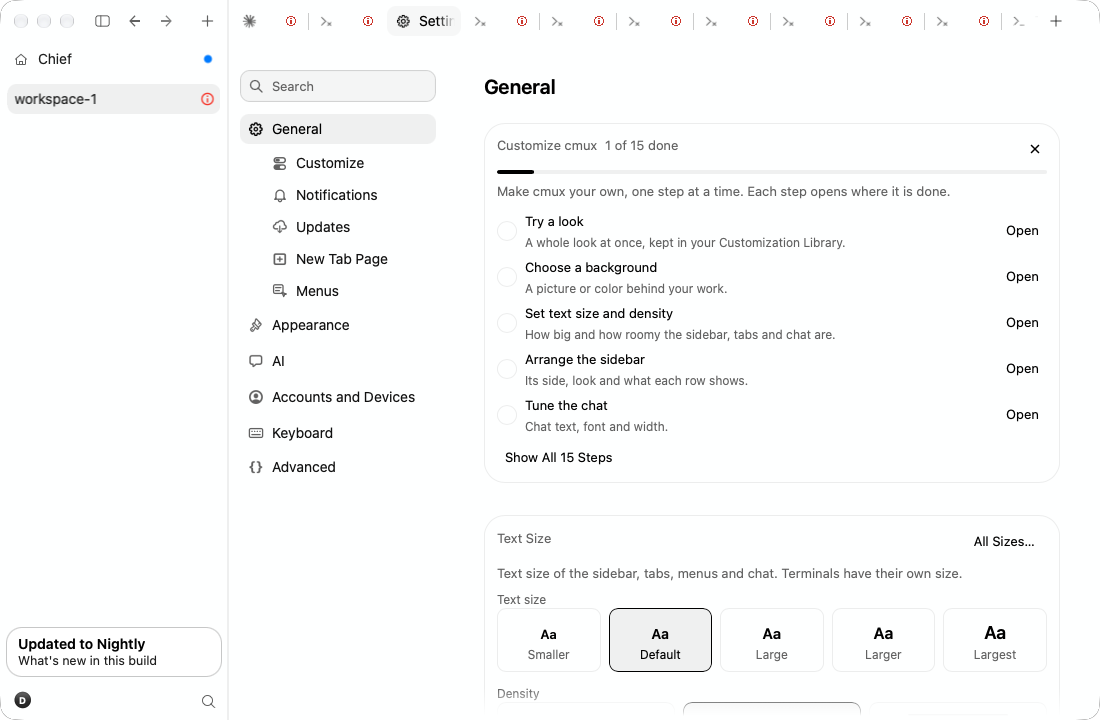 Settin
Chief
workspace-1
Search
General
Customize
Notifications
Updates
New Tab Page
Menus
Appearance
AI
Accounts and Devices
Keyboard
Advanced
General
Customize cmux 1 of 15 done
Make cmux your own, one step at a time. Each step opens where it is done.
Try a look
A whole look at once, kept in your Customization Library.
Open
Choose a background
A picture or color behind your work.
Open
Set text size and density
How big and how roomy the sidebar, tabs and chat are.
Open
Arrange the sidebar
Its side, look and what each row shows.
Open
Tune the chat
Chat text, font and width.
Open
Show All 15 Steps
Text Size
All Sizes...
Text size of the sidebar, tabs, menus and chat. Terminals have their own size.
Text size
Aa
Smaller
Aa
Default
Aa
Large
Aa
Larger
Aa
Largest
Density
Updated to Nightly
What's new in this build
D